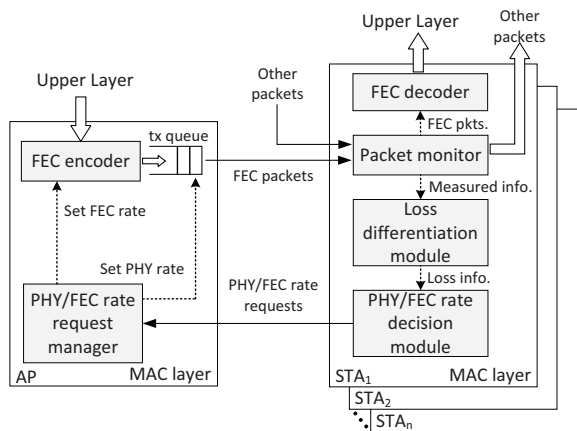 Other
packets
Upper Layer
Upper Layer
Other
packets
FEC decoder
tx queue
FEC pkts.
FEC encoder
Packet monitor
FEC packets
Measured info.
Set FEC rate
Loss
differentiation
module
Set PHY rate
Loss info.
PHY/FEC rate
requests
PHY/FEC rate
request
manager
PHY/FEC rate
decision
module
AP
MAC layer
STA1
MAC layer
STA2
STAn